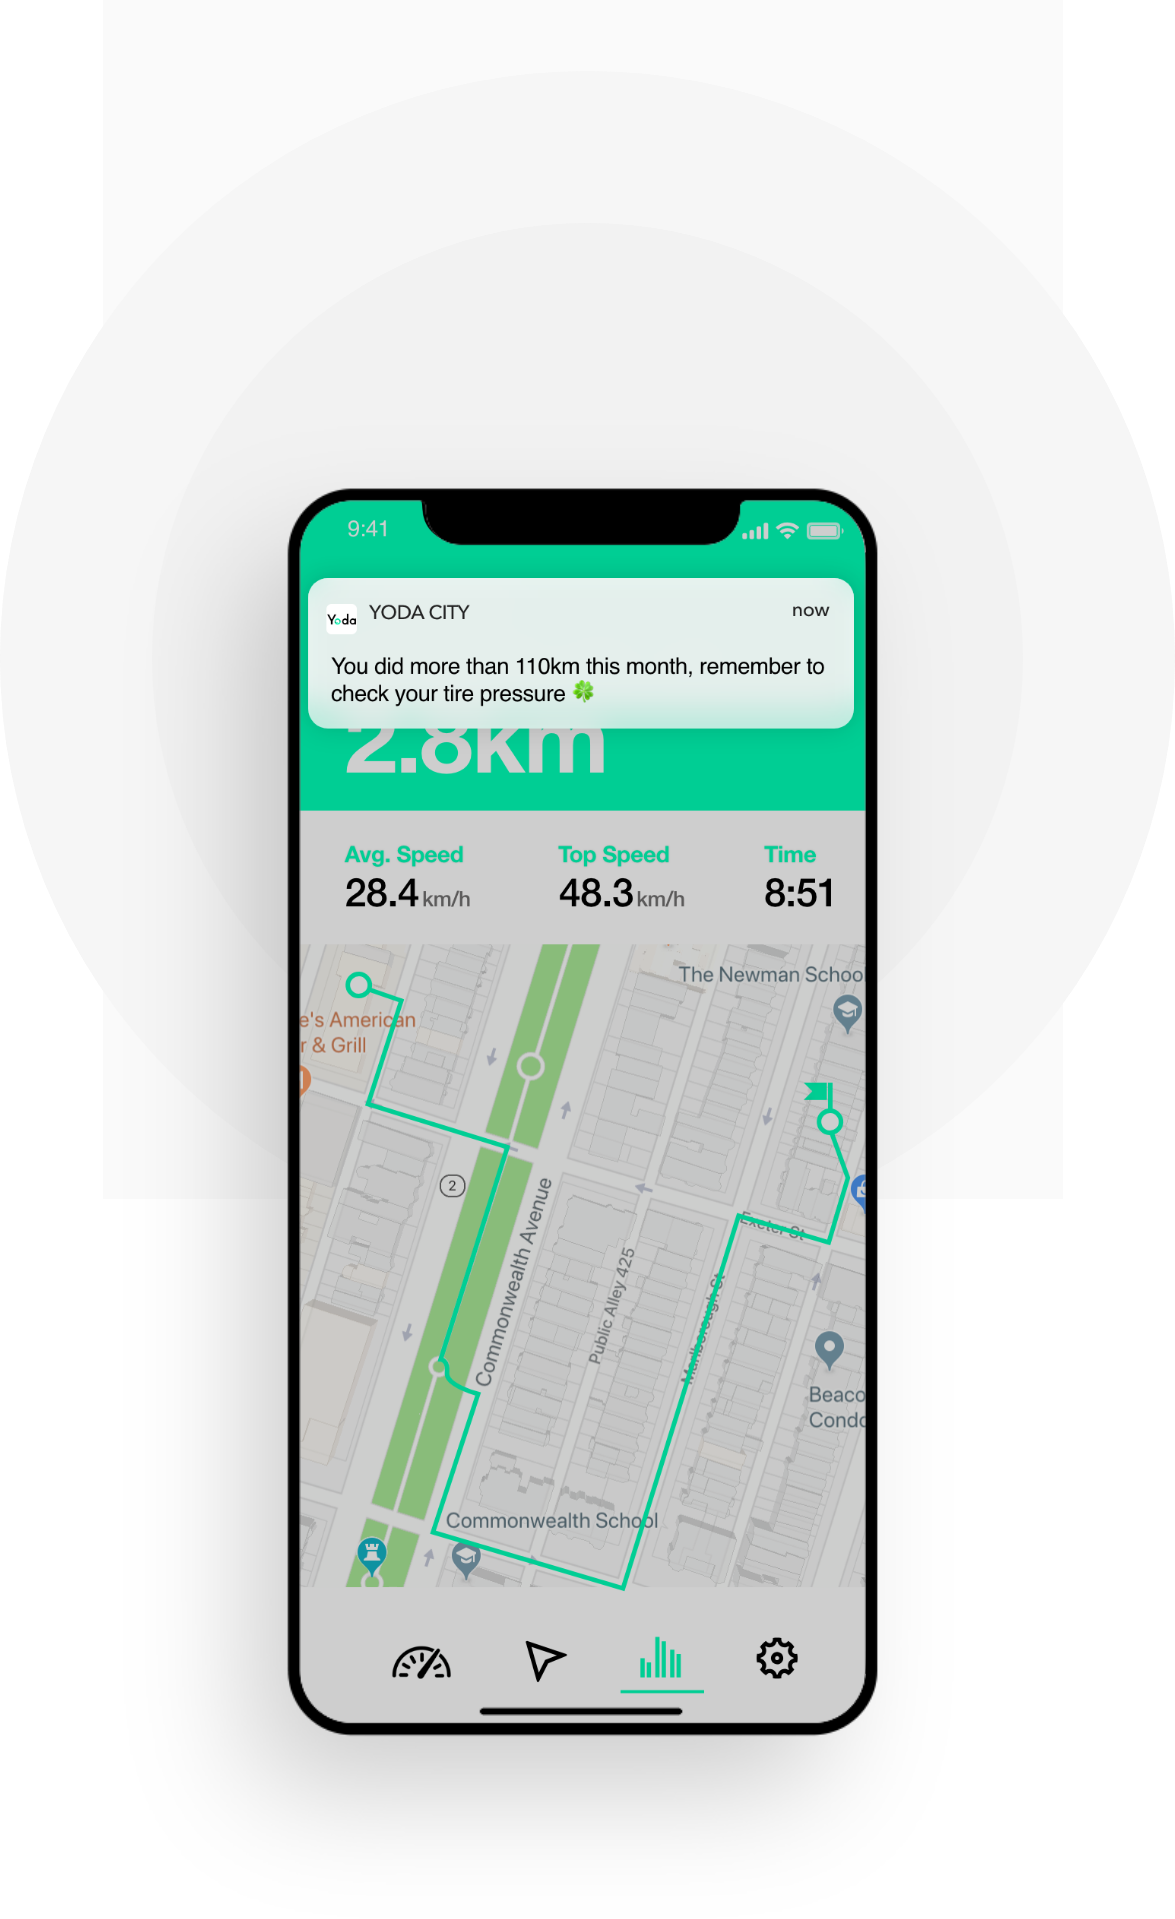 9:41
Yoda
YODA CITY
now
You did more than 110km this month, remember to
check your tire pressure 🍀
2.8km
Avg. Speed
Top Speed
Time
28.4 km/h
48.3 km/h
8:51
The Newman School
e's American
r & Grill
2
Commonwealth Avenue
Exeter St
Public Alley 425
Marlborough St
Beaco
Condo
Commonwealth School